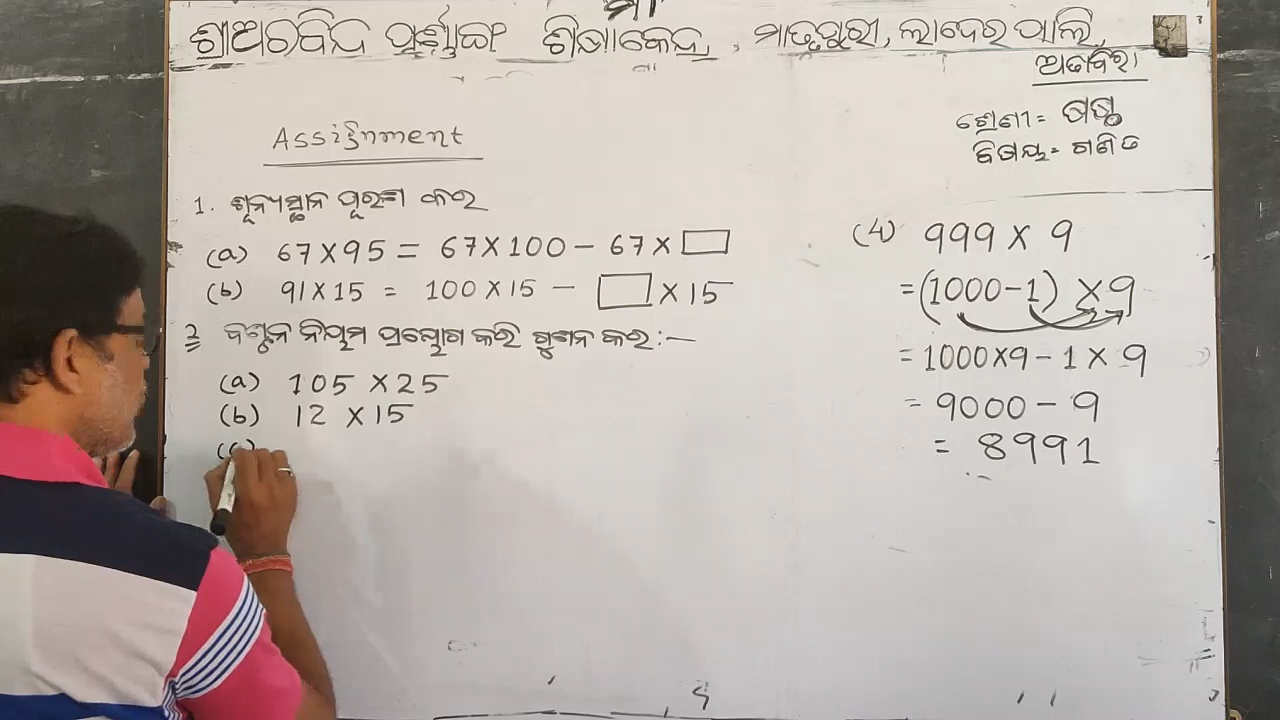 ମା
ଶ୍ରୀଅରବିନ୍ଦ ପୂର୍ଣ୍ଣାଙ୍ଗ ଶିକ୍ଷାକେନ୍ଦ୍ର, ମାତୃପୁରୀ, ଲାଦେରପାଲି,
ଅତାବିରା
ଶ୍ରେଣୀ = ଷଷ୍ଠ
ବିଷୟ = ଗଣିତ
Assignment
1. ଶୂନ୍ୟସ୍ଥାନ ପୂରଣ କର
(a) 67 × 95 = 67 × 100 - 67 × □
(b) 91 × 15 = 100 × 15 - □ × 15
2 ବଣ୍ଟନ ନିୟମ ପ୍ରୟୋଗ କରି ଗୁଣନ କର :-
(a) 105 × 25
(b) 12 × 15
(c)
(4) 999 × 9
= (1000 - 1) × 9
= 1000 × 9 - 1 × 9
= 9000 - 9
= 8991